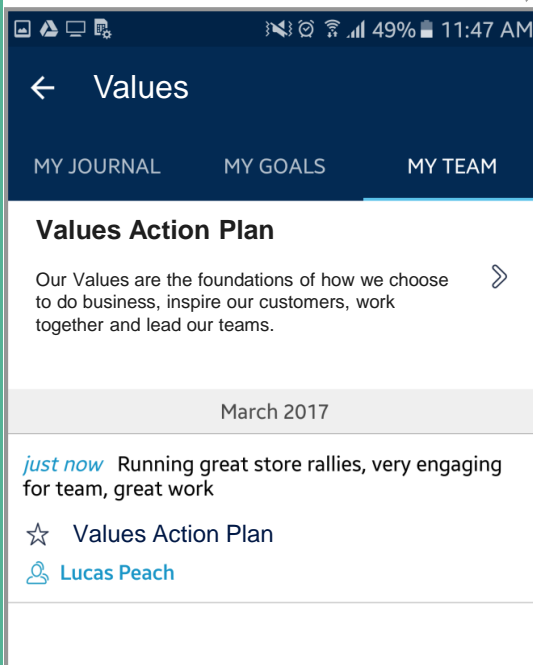 49% 11:47 AM
Values
MY JOURNAL MY GOALS MY TEAM
Values Action Plan
Our Values are the foundations of how we choose
to do business, inspire our customers, work
together and lead our teams.
March 2017
just now Running great store rallies, very engaging
for team, great work
Values Action Plan
Lucas Peach